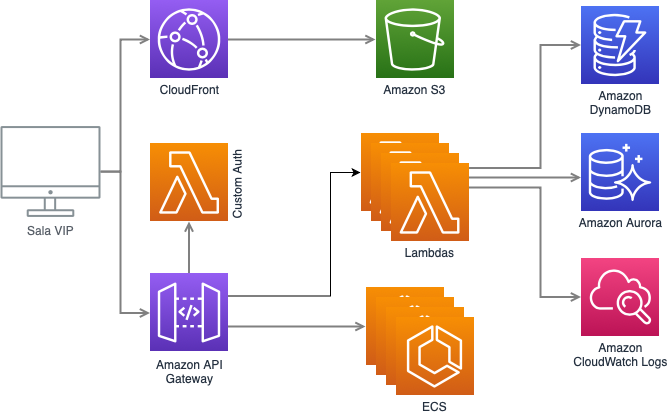 CloudFront
Amazon S3
Amazon
DynamoDB
Custom Auth
Sala VIP
Lambdas
Amazon Aurora
</>
Amazon API
Gateway
Amazon
CloudWatch Logs
ECS